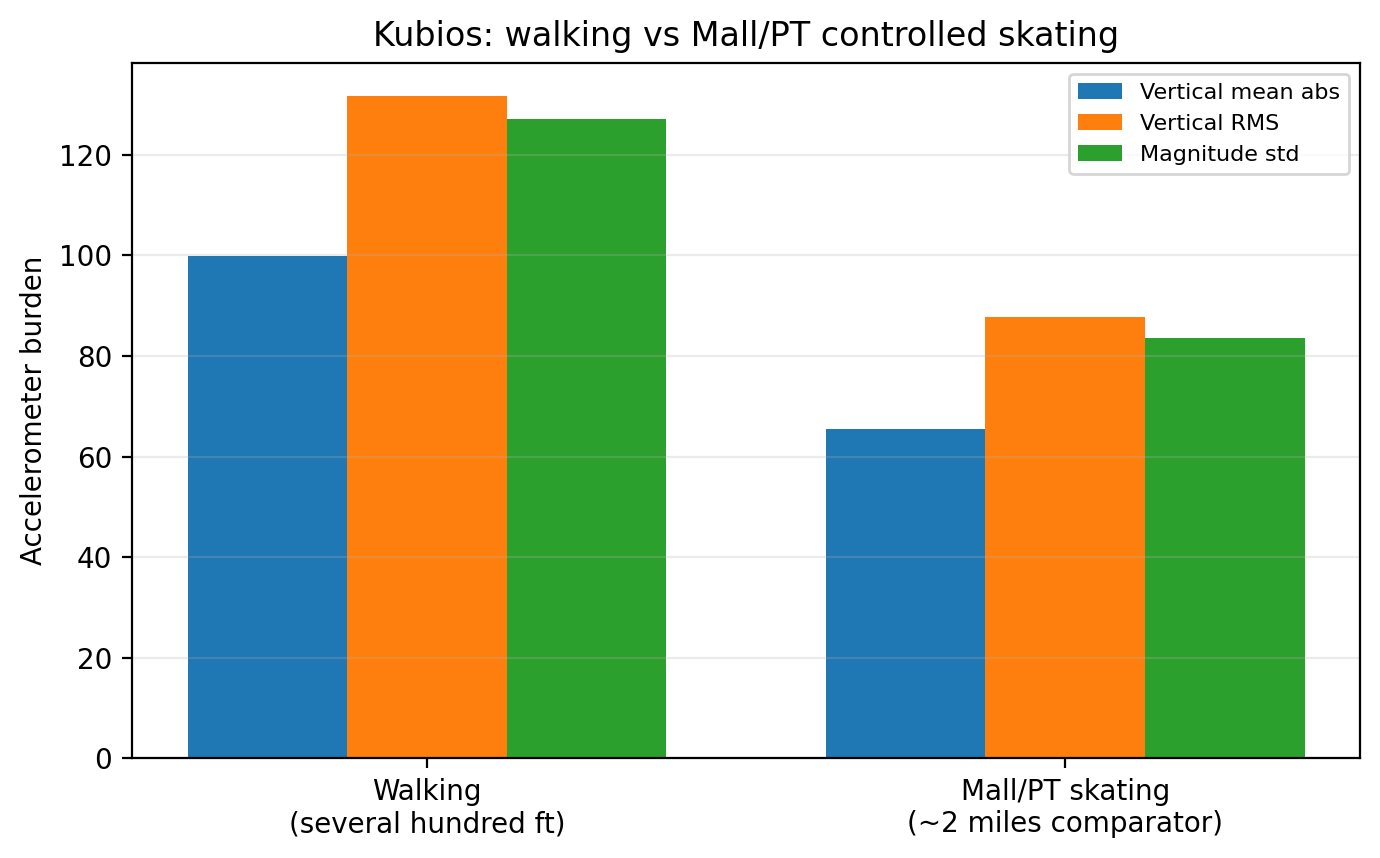 Kubios: walking vs Mall/PT controlled skating
Vertical mean abs
Vertical RMS
Magnitude std
Accelerometer burden
120
100
80
60
40
20
0
Walking
(several hundred ft)
Mall/PT skating
(~2 miles comparator)